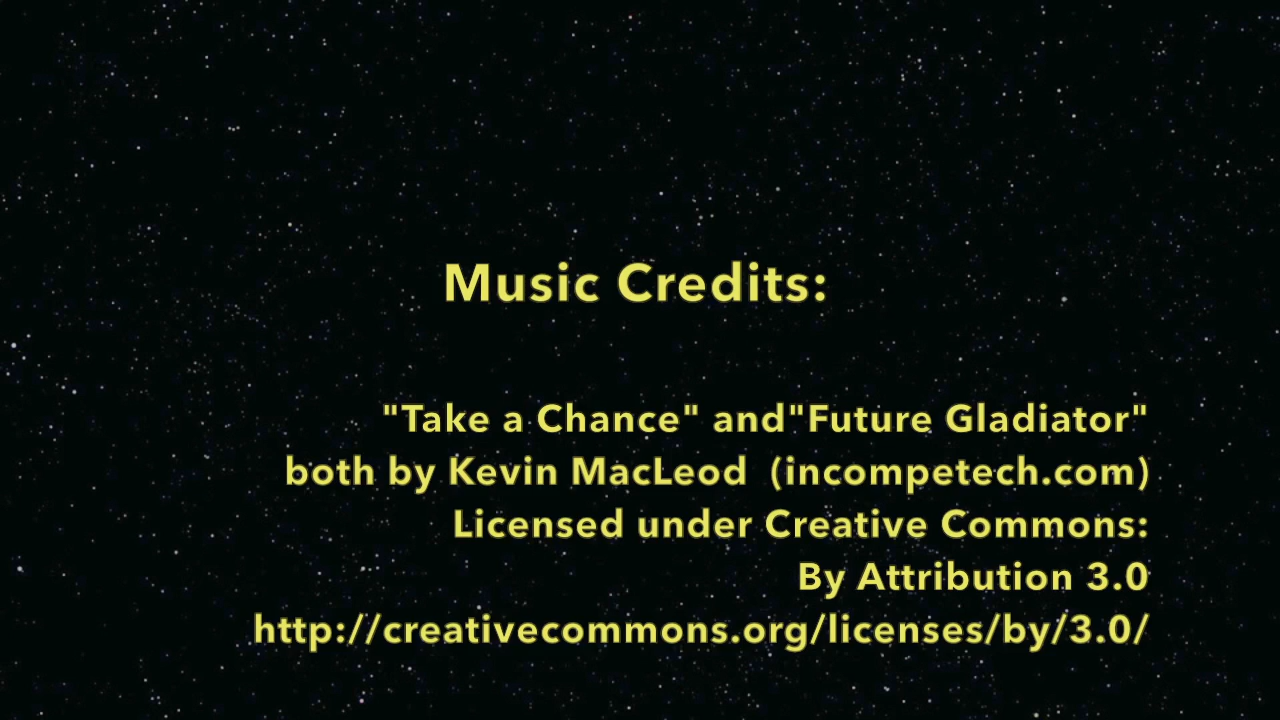 Music Credits:
"Take a Chance" and"Future Gladiator"
both by Kevin MacLeod  (incompetech.com)
Licensed under Creative Commons:
By Attribution 3.0
http://creativecommons.org/licenses/by/3.0/